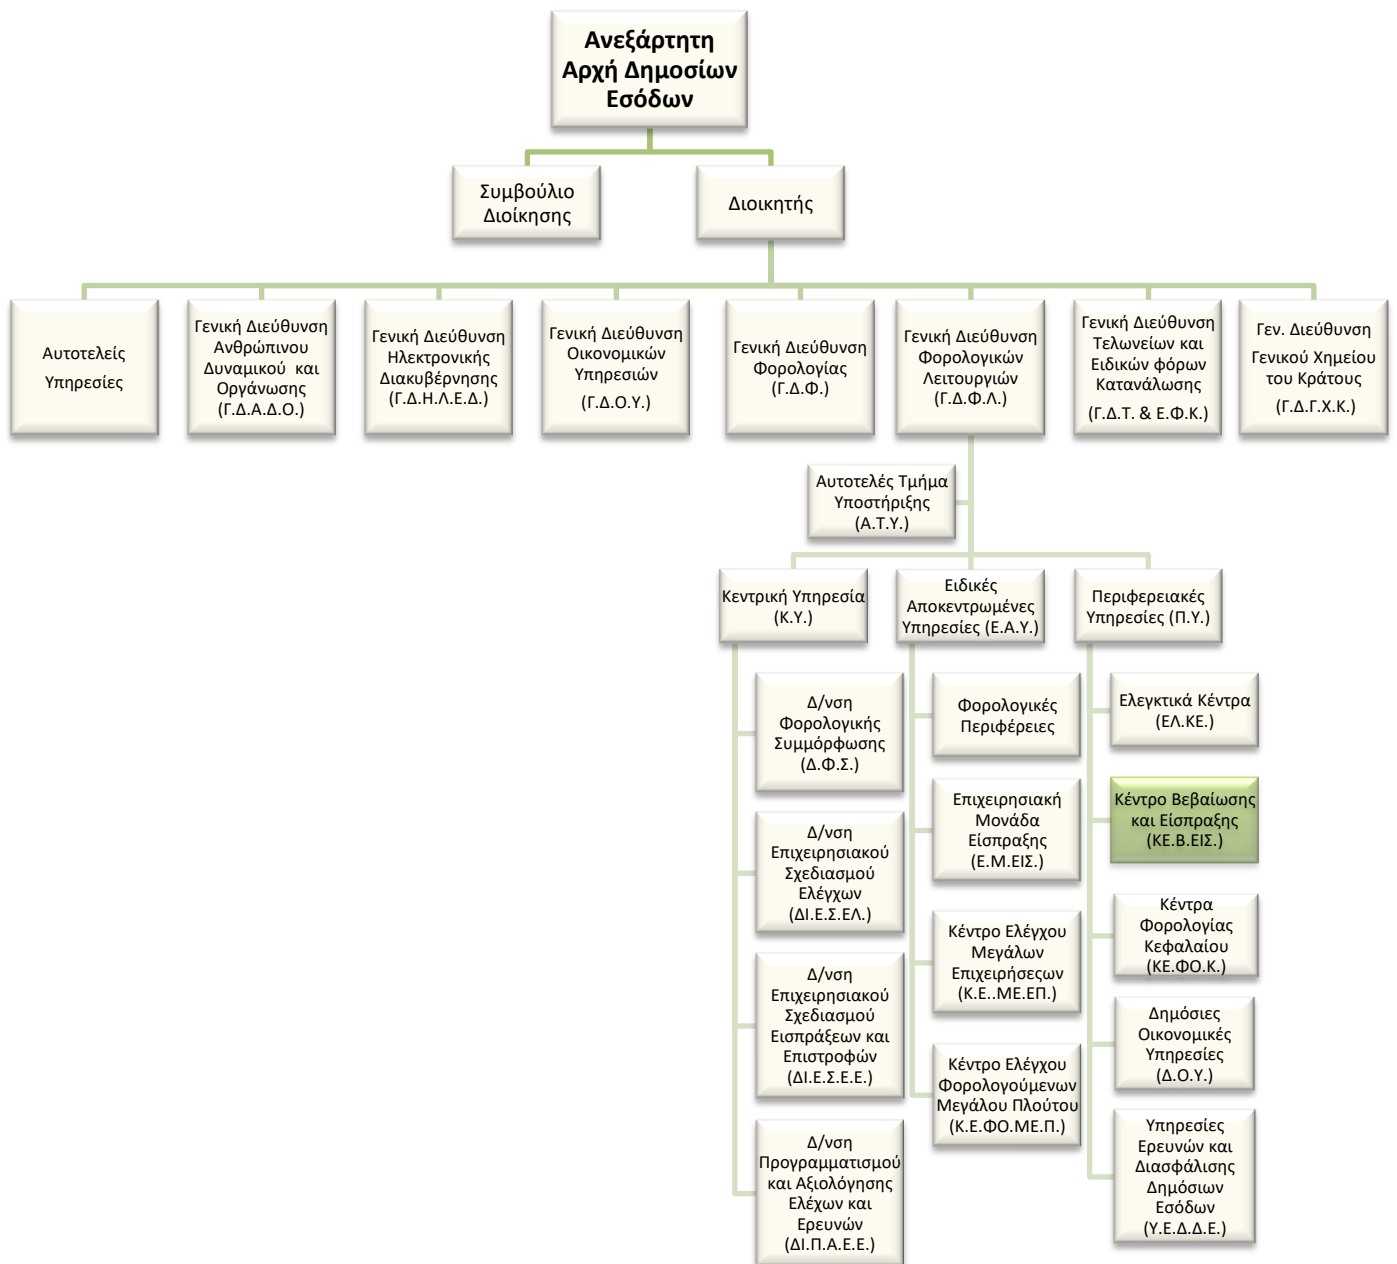 Ανεξάρτητη
Αρχή Δημοσίων
Εσόδων
Συμβούλιο
Διοίκησης
Διοικητής
Αυτοτελείς
Υπηρεσίες
Γενική Διεύθυνση
Ανθρώπινου
Δυναμικού και
Οργάνωσης
(Γ.Δ.Α.Δ.Ο.)
Γενική Διεύθυνση
Ηλεκτρονικής
Διακυβέρνησης
(Γ.Δ.Η.Λ.Ε.Δ.)
Γενική Διεύθυνση
Οικονομικών
Υπηρεσιών
(Γ.Δ.Ο.Υ.)
Γενική Διεύθυνση
Φορολογίας
(Γ.Δ.Φ.)
Γενική Διεύθυνση
Φορολογικών
Λειτουργιών
(Γ.Δ.Φ.Λ.)
Γενική Διεύθυνση
Τελωνείων και
Ειδικών φόρων
Κατανάλωσης
(Γ.Δ.Τ. & Ε.Φ.Κ.)
Γεν. Διεύθυνση
Γενικού Χημείου
του Κράτους
(Γ.Δ.Γ.Χ.Κ.)
Αυτοτελές Τμήμα
Υποστήριξης
(Α.Τ.Υ.)
Κεντρική Υπηρεσία
(Κ.Υ.)
Ειδικές
Αποκεντρωμένες
Υπηρεσίες (Ε.Α.Υ.)
Περιφερειακές
Υπηρεσίες (Π.Υ.)
Δ/νση
Φορολογικής
Συμμόρφωσης
(Δ.Φ.Σ.)
Δ/νση
Επιχειρησιακού
Σχεδιασμού
Ελέγχων
(ΔΙ.Ε.Σ.ΕΛ.)
Δ/νση
Επιχειρησιακού
Σχεδιασμού
Εισπράξεων και
Επιστροφών
(ΔΙ.Ε.Σ.Ε.Ε.)
Δ/νση
Προγραμματισμού
και Αξιολόγησης
Ελέχων και
Ερευνών
(ΔΙ.Π.Α.Ε.Ε.)
Φορολογικές
Περιφέρειες
Επιχειρησιακή
Μονάδα
Είσπραξης
(Ε.Μ.ΕΙΣ.)
Κέντρο Ελέγχου
Μεγάλων
Επιχειρήσεςων
(Κ.Ε..ΜΕ.ΕΠ.)
Κέντρο Ελέγχου
Φορολογούμενων
Μεγάλου Πλούτου
(Κ.Ε.ΦΟ.ΜΕ.Π.)
Ελεγκτικά Κέντρα
(ΕΛ.ΚΕ.)
Κέντρο Βεβαίωσης
και Είσπραξης
(ΚΕ.Β.ΕΙΣ.)
Κέντρα
Φορολογίας
Κεφαλαίου
(ΚΕ.ΦΟ.Κ.)
Δημόσιες
Οικονομικές
Υπηρεσίες
(Δ.Ο.Υ.)
Υπηρεσίες
Ερευνών και
Διασφάλισης
Δημόσιων
Εσόδων
(Υ.Ε.Δ.Δ.Ε.)